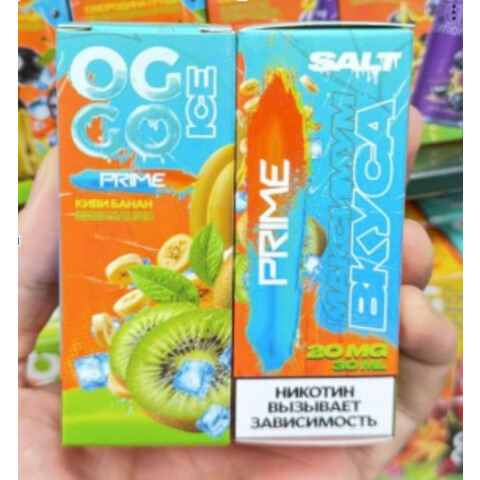 OG
GO
ICE
PRIME
КИВИ БАНАН
SALT
PRIME
МАКСИМУМ
ВКУСА
20 MG
30 ML
НИКОТИН
ВЫЗЫВАЕТ
ЗАВИСИМОСТЬ